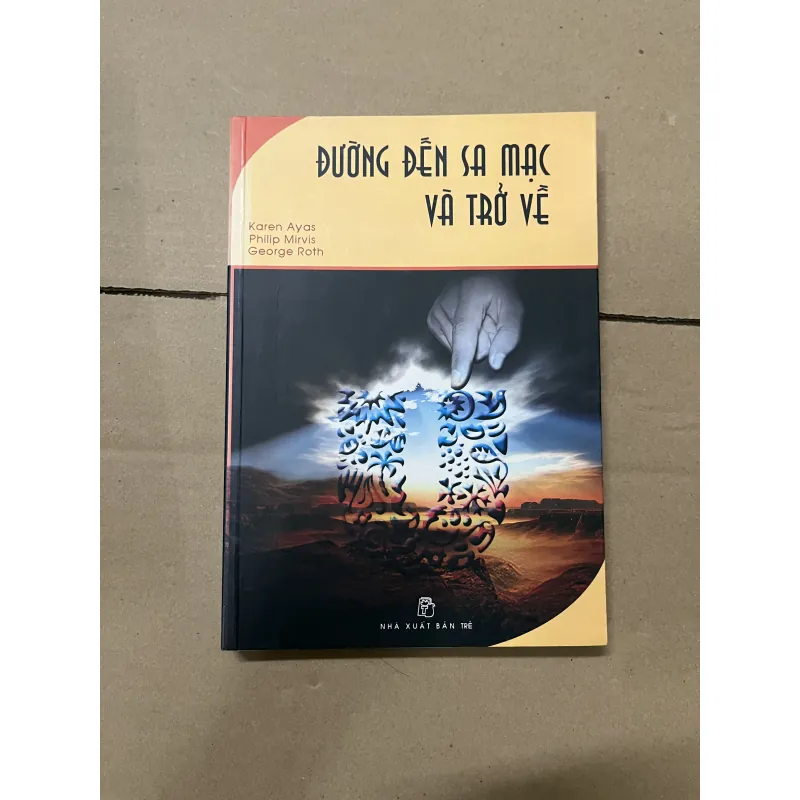 ĐƯỜNG ĐẾN SA MẠC
VÀ TRỞ VỀ
Karen Ayas
Philip Mirvis
George Roth
NHÀ XUẤT BẢN TRẺ